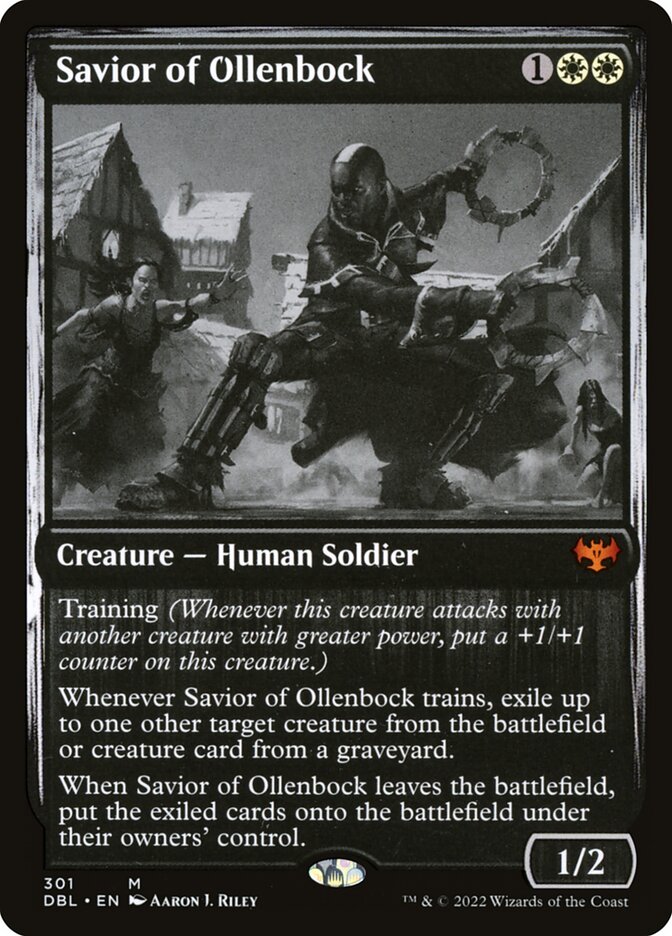 Savior of Ollenbock 1
Creature — Human Soldier
Training (Whenever this creature attacks with
another creature with greater power, put a +1/+1
counter on this creature.)
Whenever Savior of Ollenbock trains, exile up
to one other target creature from the battlefield
or creature card from a graveyard.
When Savior of Ollenbock leaves the battlefield,
put the exiled cards onto the battlefield under
their owners' control.
1/2
301 M
DBL • EN Aaron J. Riley
™ & © 2022 Wizards of the Coast